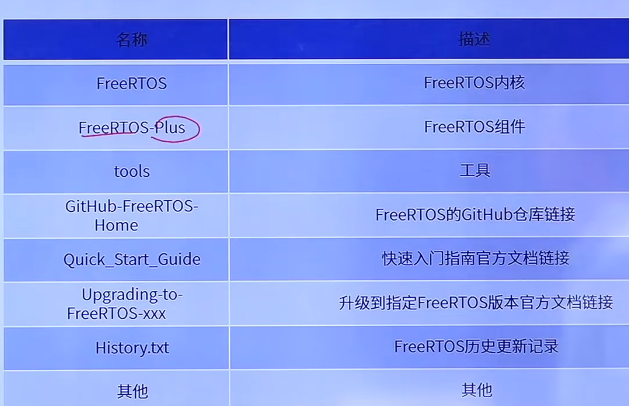 名称 描述
FreeRTOS FreeRTOS内核
FreeRTOS-Plus FreeRTOS组件
tools 工具
GitHub-FreeRTOS-
Home FreeRTOS的GitHub仓库链接
Quick_Start_Guide 快速入门指南官方文档链接
Upgrading-to-
FreeRTOS-xxx 升级到指定FreeRTOS版本官方文档链接
History.txt FreeRTOS历史更新记录
其他 其他